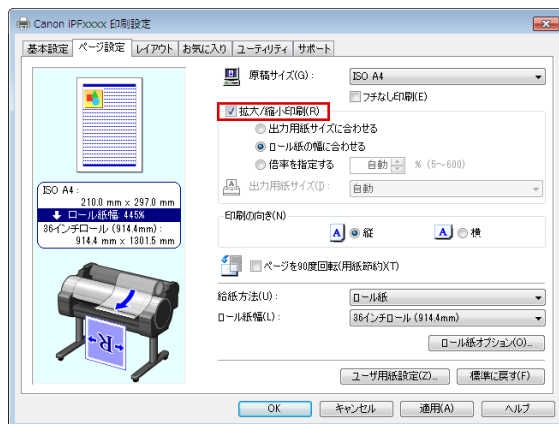 Canon iPFxxxx 印刷設定
基本設定 ページ設定 レイアウト お気に入り ユーティリティ サポート
原稿サイズ(G): ISO A4
フチなし印刷(E)
拡大/縮小印刷(R)
出力用紙サイズに合わせる
ロール紙の幅に合わせる
倍率を指定する 自動 % (5～600)
出力用紙サイズ(J): 自動
ISO A4 :
210.0 mm × 297.0 mm
ロール紙幅: 445%
36インチロール (914.4mm) :
914.4 mm × 1301.5 mm
印刷の向き(N)
A 縦 A 横
ページを90度回転(用紙節約)(T)
給紙方法(U): ロール紙
ロール紙幅(L): 36インチロール (914.4mm)
ロール紙オプション(O)...
ユーザ用紙設定(Z)... 標準に戻す(F)
OK キャンセル 適用(A) ヘルプ
R